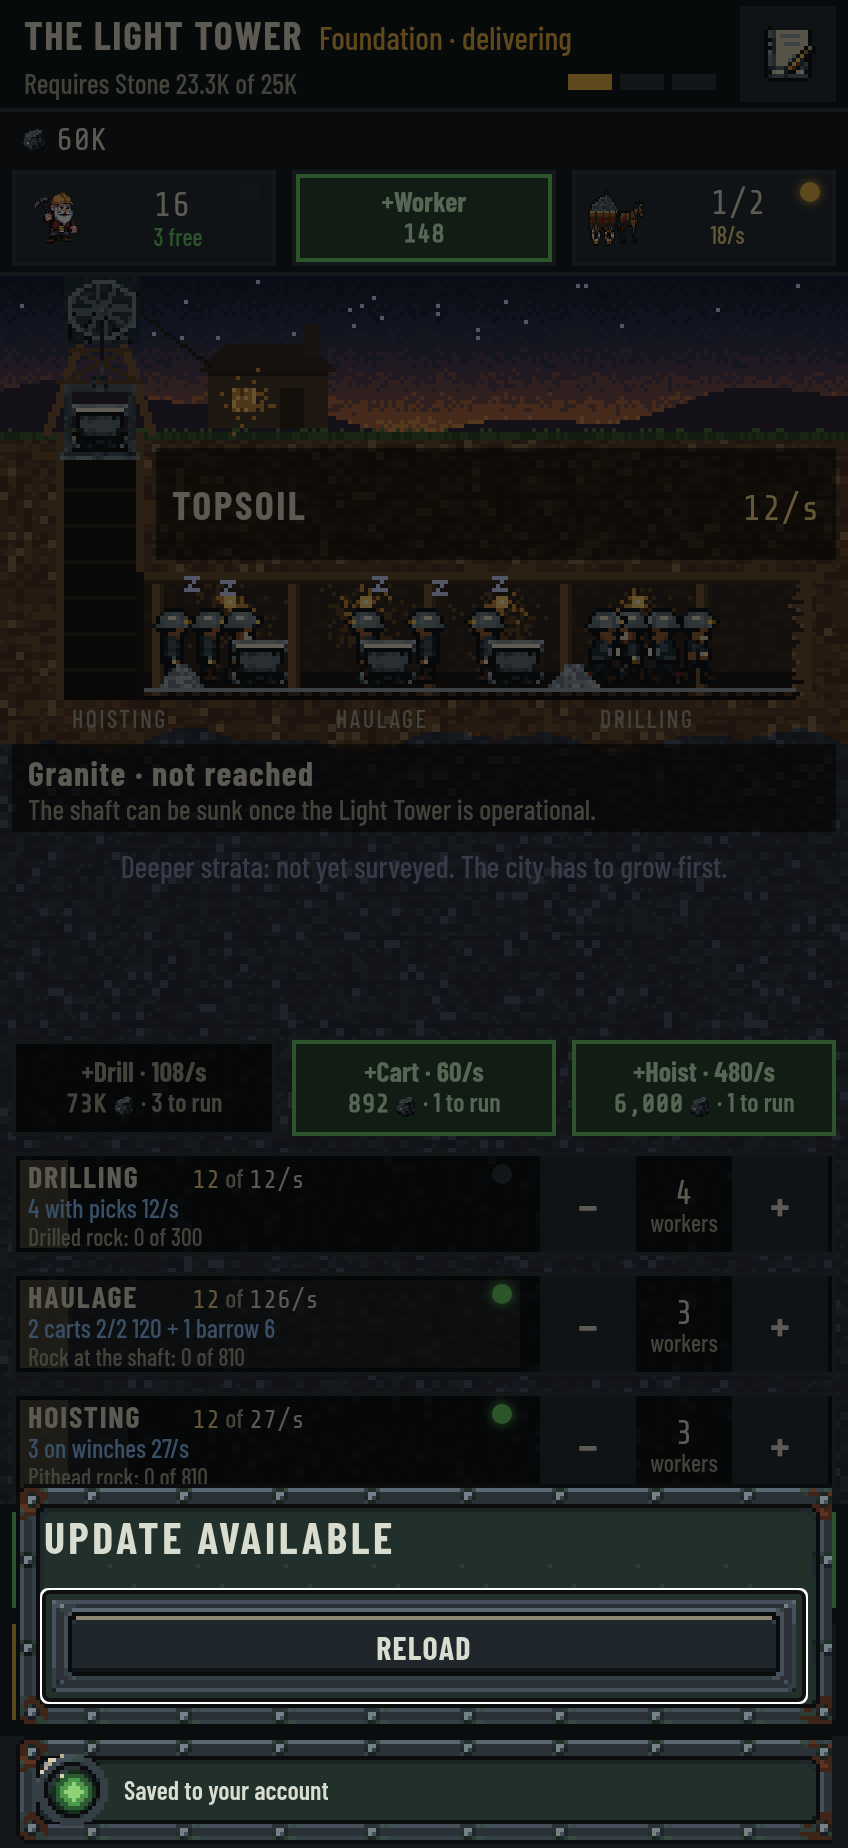 THE LIGHT TOWER Foundation · delivering
Requires Stone 23.3K of 25K
60K
16
3 free
+Worker
148
1/2
18/s
TOPSOIL 12/s
z z z z z
HOISTING HAULAGE DRILLING
Granite · not reached
The shaft can be sunk once the Light Tower is operational.
Deeper strata: not yet surveyed. The city has to grow first.
+Drill · 108/s
73K · 3 to run
+Cart · 60/s
892 · 1 to run
+Hoist · 480/s
6,000 · 1 to run
DRILLING 12 of 12/s
4 with picks 12/s
Drilled rock: 0 of 300
− 4 workers +
HAULAGE 12 of 126/s
2 carts 2/2 120 + 1 barrow 6
Rock at the shaft: 0 of 810
− 3 workers +
HOISTING 12 of 27/s
3 on winches 27/s
Pithead rock: 0 of 810
− 3 workers +
UPDATE AVAILABLE
RELOAD
Saved to your account